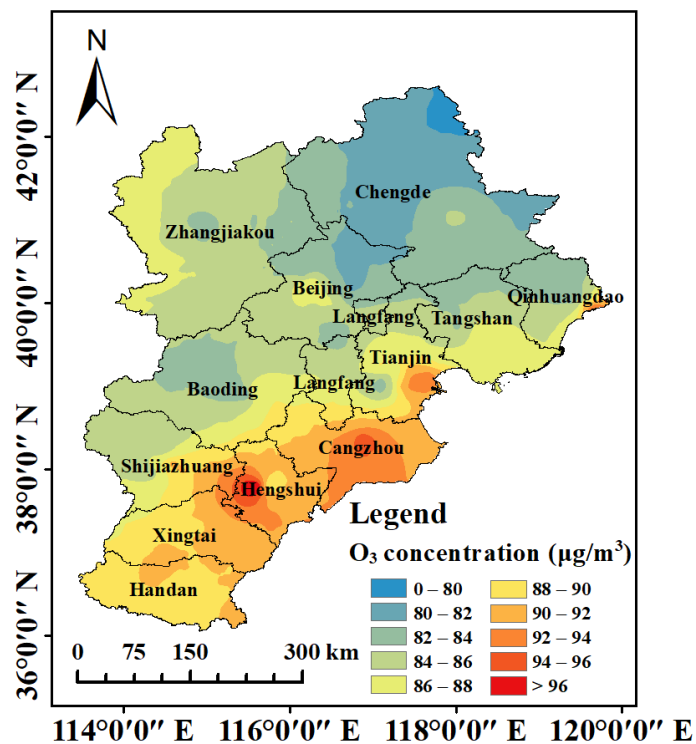 N
42°0′0″ N
40°0′0″ N
38°0′0″ N
36°0′0″ N
Chengde
Zhangjiakou
Beijing
Qinhuangdao
Langfang
Tangshan
Tianjin
Langfang
Baoding
Cangzhou
Shijiazhuang
Hengshui
Xingtai
Handan
Legend
O₃ concentration (μg/m³)
0 – 80
80 – 82
82 – 84
84 – 86
86 – 88
88 – 90
90 – 92
92 – 94
94 – 96
> 96
0 75 150 300 km
114°0′0″ E 116°0′0″ E 118°0′0″ E 120°0′0″ E